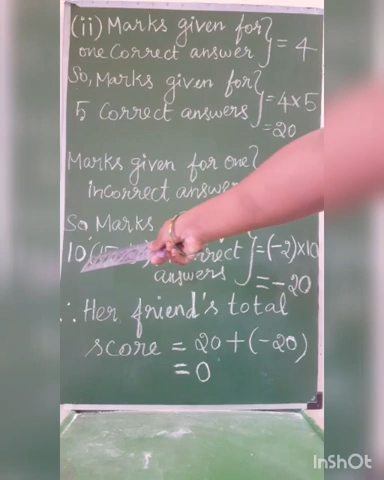 (ii) Marks given for
one Correct answer } = 4
So, Marks given for
5 Correct answers } = 4×5
= 20
Marks given for one
incorrect answer
So Marks
10 (15 = (-2)×10
answers = -20
∴ Her friend's total
score = 20 + (-20)
= 0
InShOt